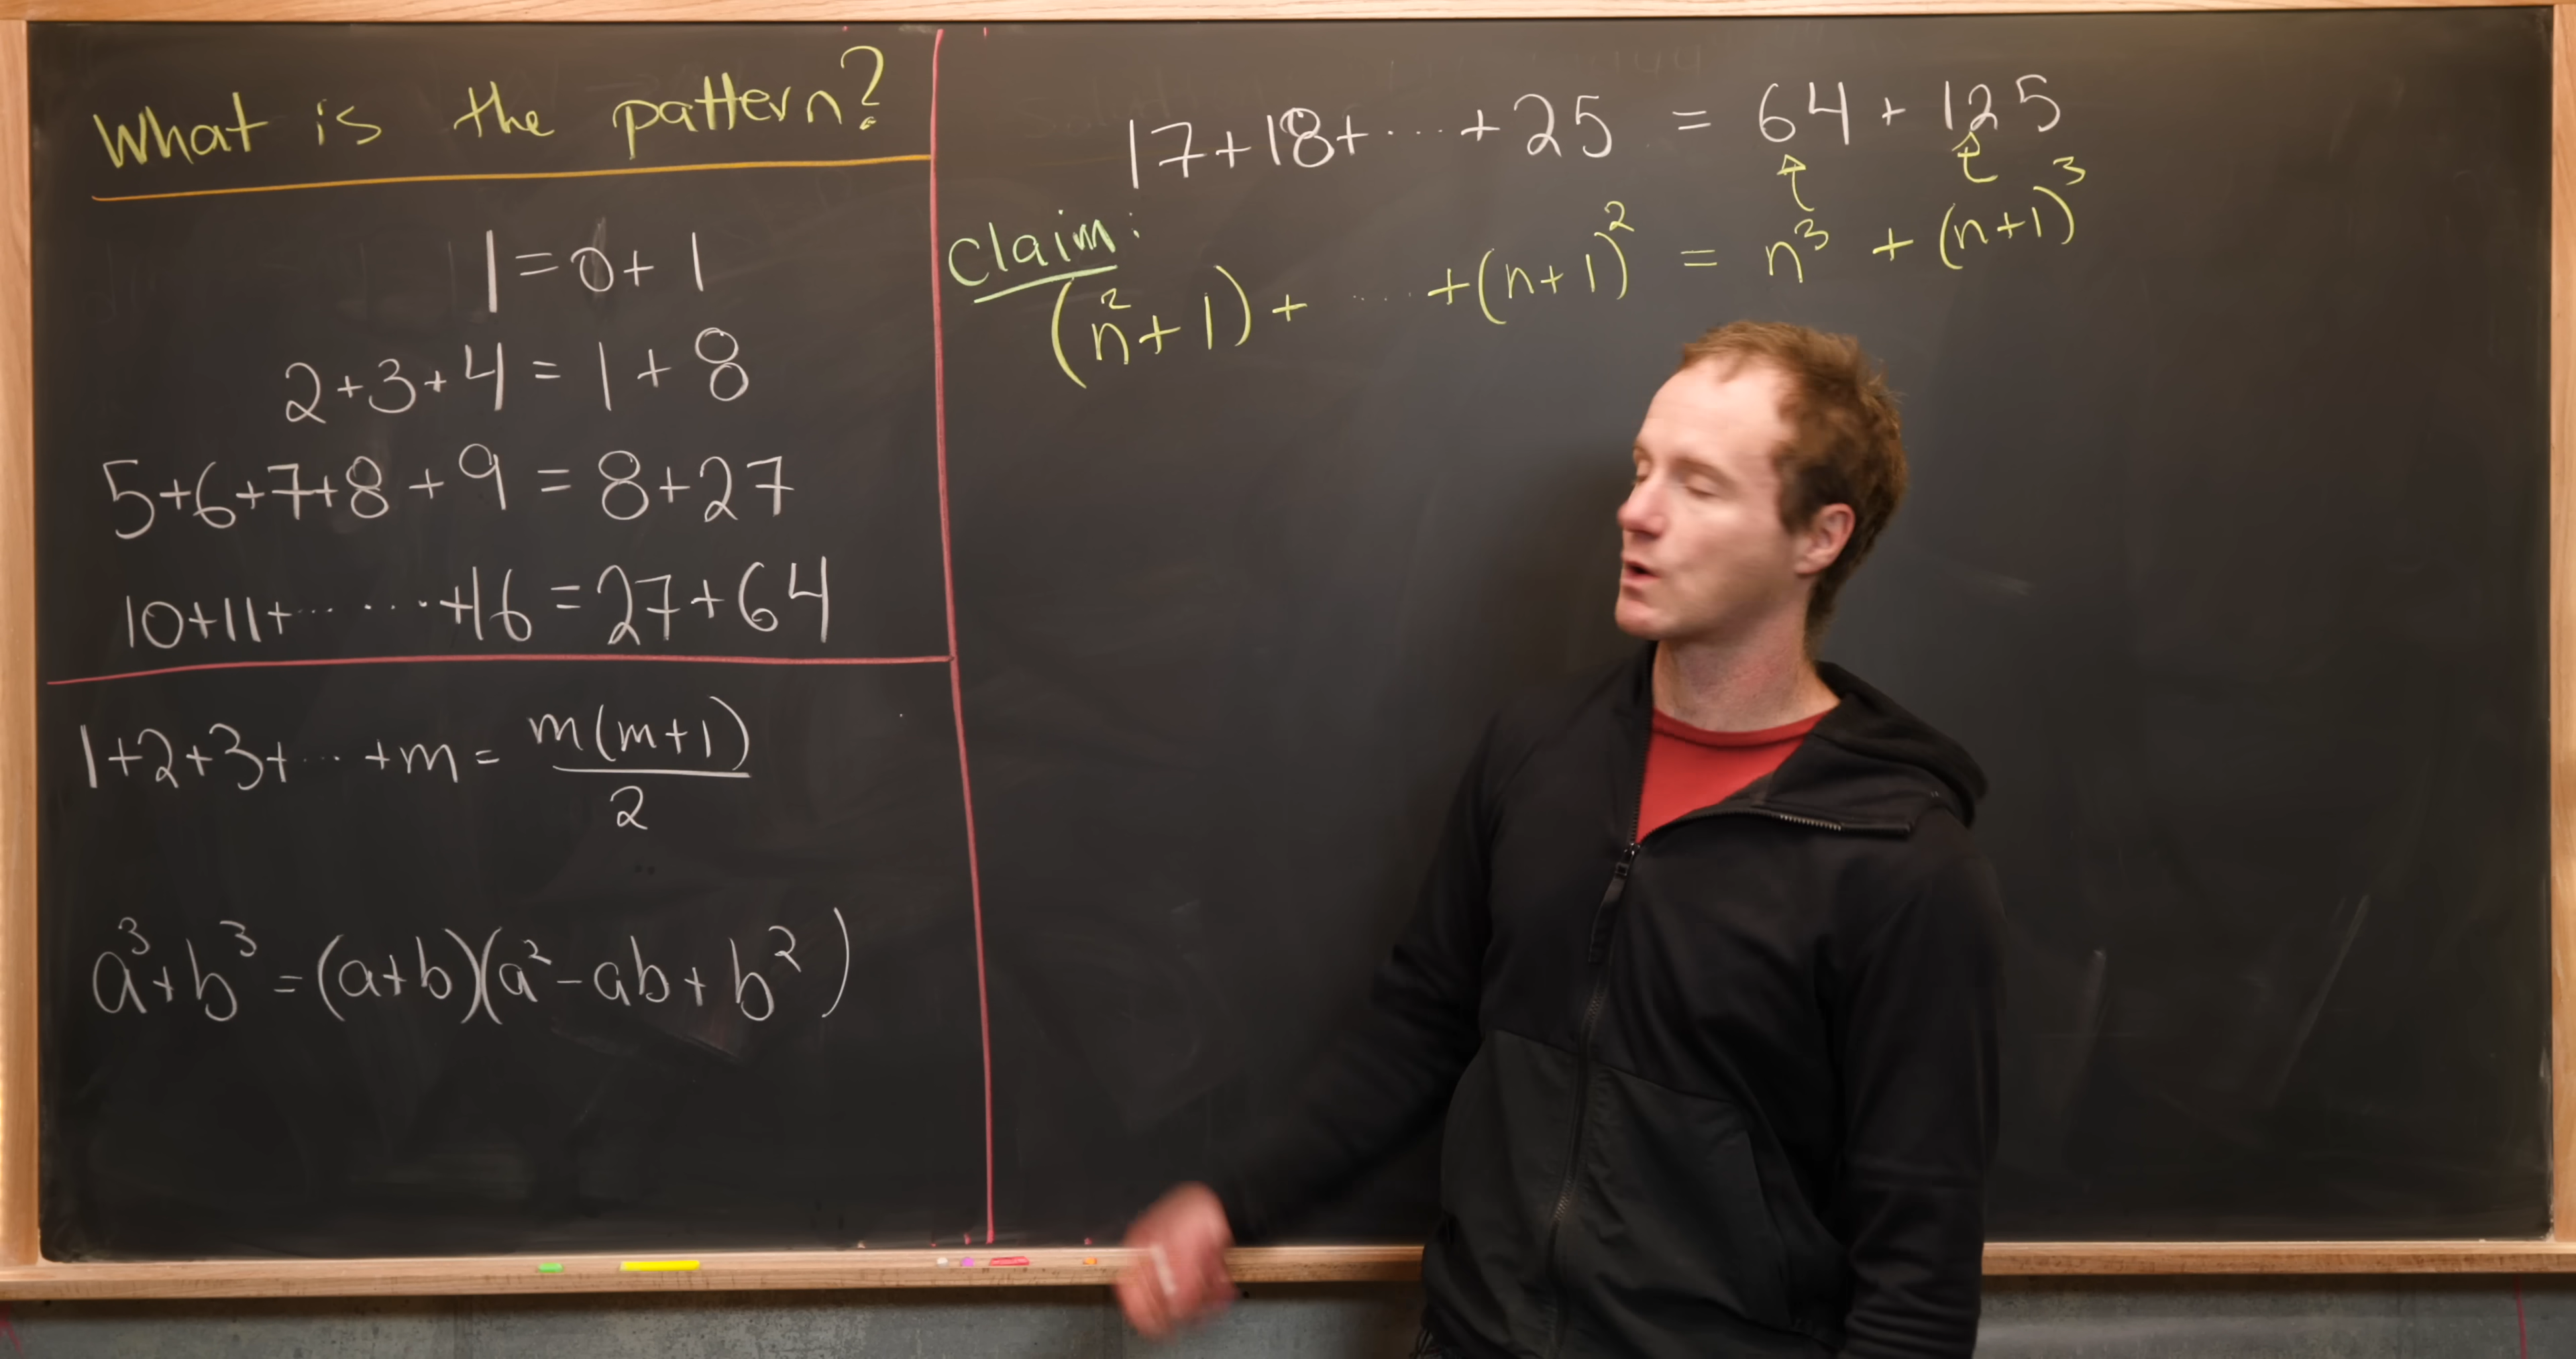 What is the pattern?
1 = 0 + 1
2 + 3 + 4 = 1 + 8
5 + 6 + 7 + 8 + 9 = 8 + 27
10 + 11 + ⋯ ⋯ + 16 = 27 + 64
1 + 2 + 3 + ⋯ + m = m(m+1)/2
a³ + b³ = (a+b)(a² - ab + b²)
17 + 18 + ⋯ + 25 = 64 + 125
Claim:
(n² + 1) + ⋯ + (n+1)² = n³ + (n+1)³